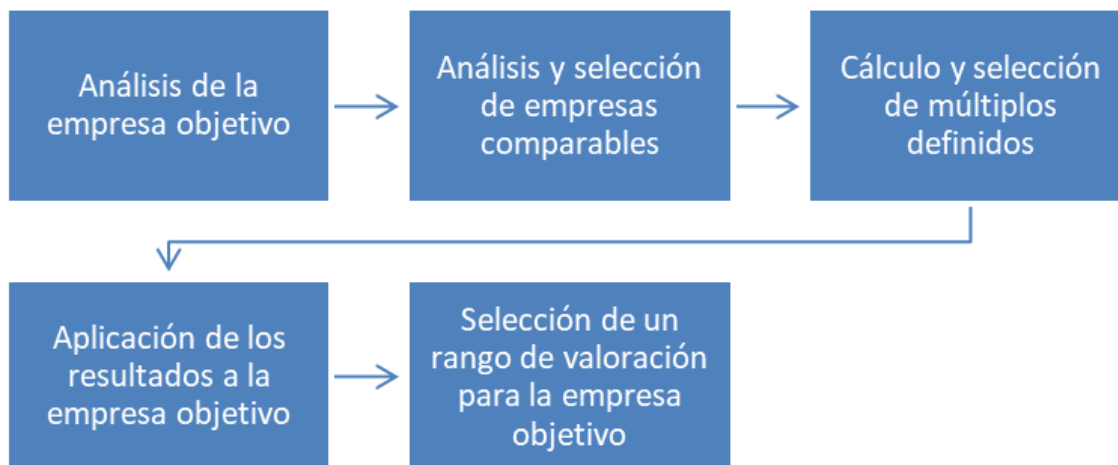 Análisis de la
empresa objetivo
Análisis y selección
de empresas
comparables
Cálculo y selección
de múltiplos
definidos
Aplicación de los
resultados a la
empresa objetivo
Selección de un
rango de valoración
para la empresa
objetivo